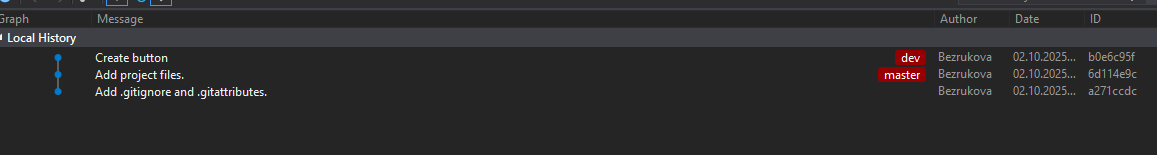 Graph Message Author Date ID
Local History
Create button dev Bezrukova 02.10.2025... b0e6c95f
Add project files. master Bezrukova 02.10.2025... 6d114e9c
Add .gitignore and .gitattributes. Bezrukova 02.10.2025... a271ccdc